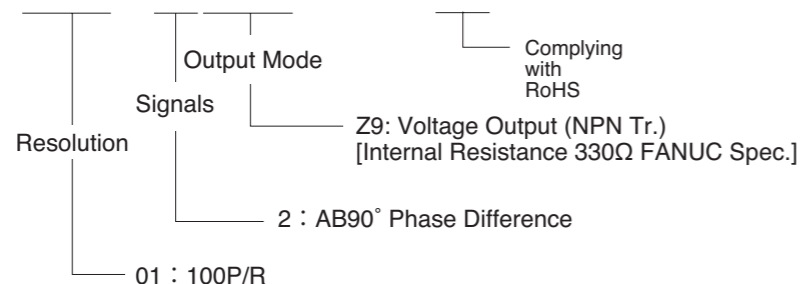 Complying
with
RoHS
Output Mode
Signals
Z9: Voltage Output (NPN Tr.)
[Internal Resistance 330Ω FANUC Spec.]
Resolution
2：AB90˚ Phase Difference
01：100P/R